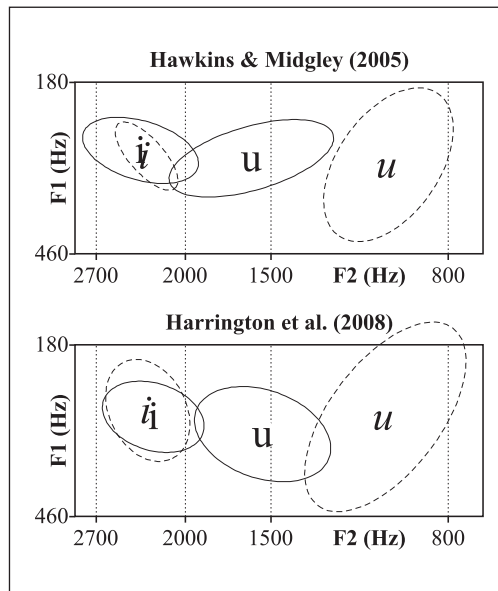 Hawkins & Midgley (2005)
180
F1 (Hz)
i i u u
460
2700 2000 1500 F2 (Hz) 800
Harrington et al. (2008)
180
F1 (Hz)
i i u u
460
2700 2000 1500 F2 (Hz) 800